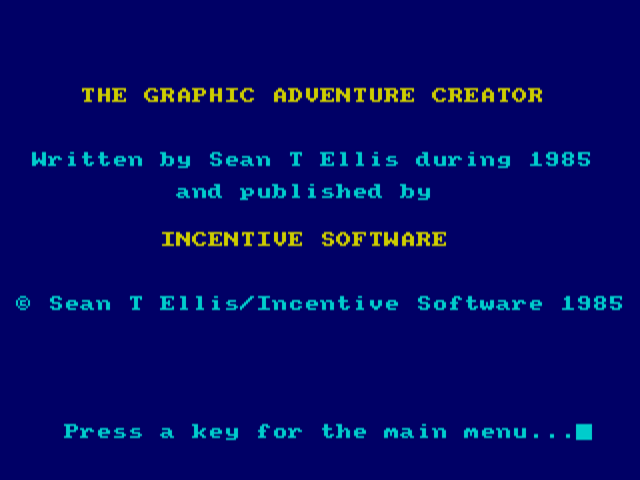 THE GRAPHIC ADVENTURE CREATOR
Written by Sean T Ellis during 1985
and published by
INCENTIVE SOFTWARE
© Sean T Ellis/Incentive Software 1985
Press a key for the main menu...